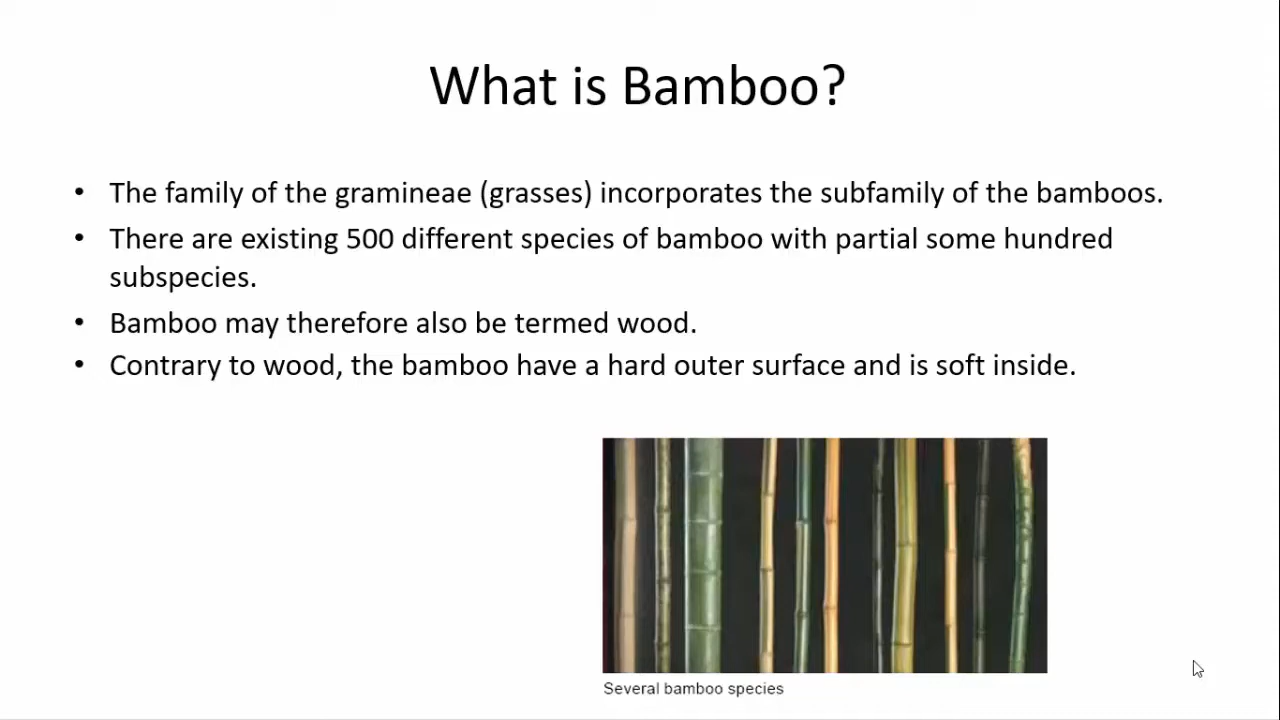 What is Bamboo?
• The family of the gramineae (grasses) incorporates the subfamily of the bamboos.
• There are existing 500 different species of bamboo with partial some hundred
subspecies.
• Bamboo may therefore also be termed wood.
• Contrary to wood, the bamboo have a hard outer surface and is soft inside.
Several bamboo species